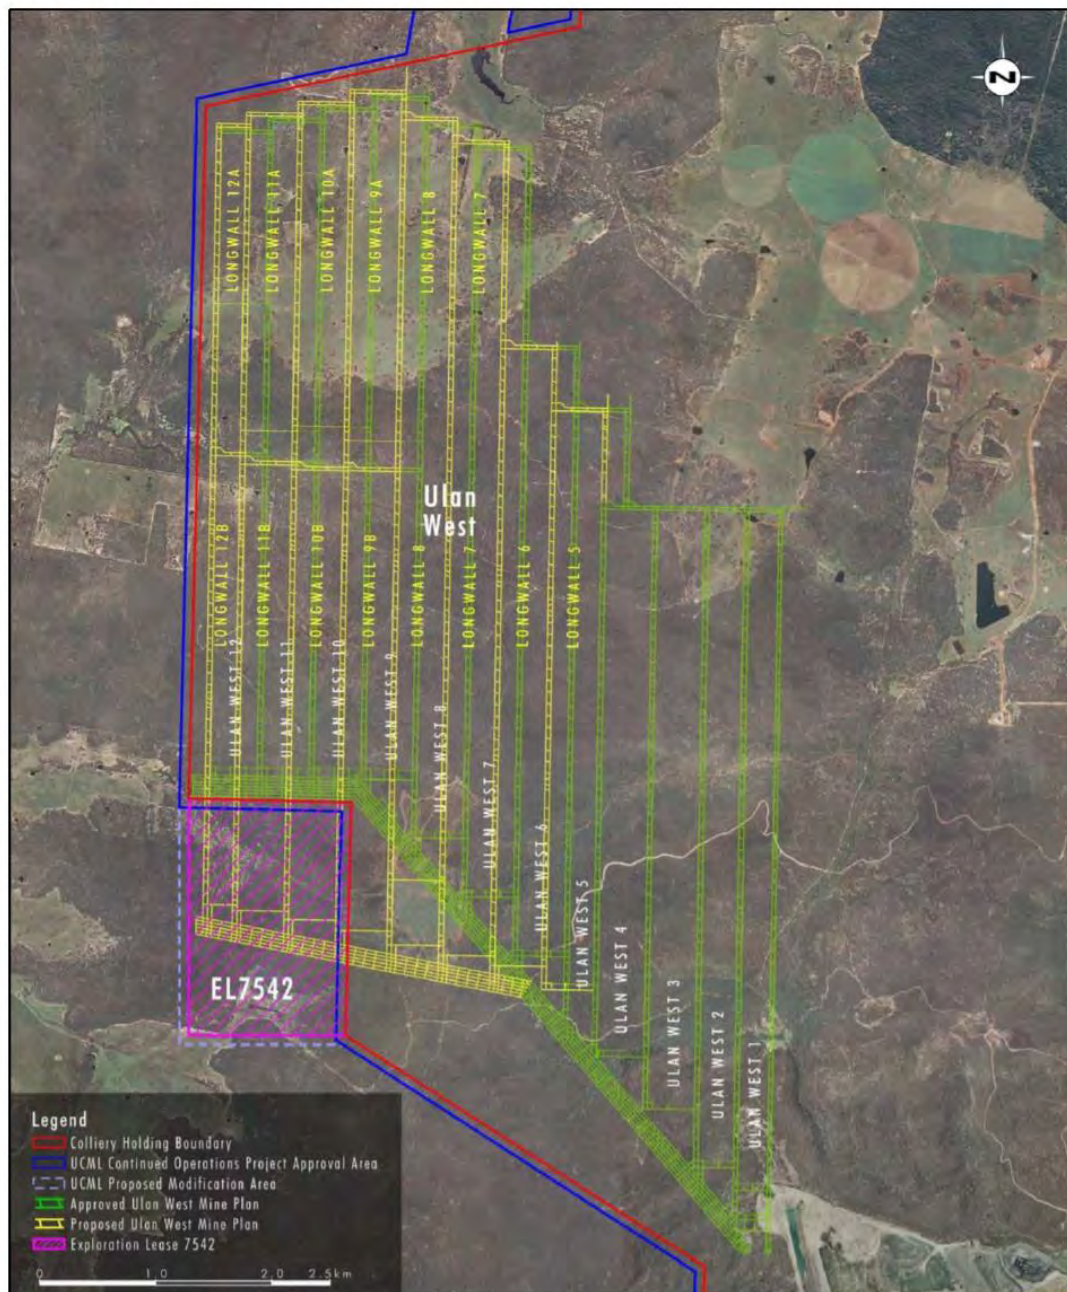 N
LONGWALL 12A
LONGWALL 11A
LONGWALL 10A
LONGWALL 9A
LONGWALL 8
LONGWALL 7
Ulan
West
LONGWALL 12B
LONGWALL 11B
LONGWALL 10B
LONGWALL 9B
LONGWALL 8
LONGWALL 7
LONGWALL 6
LONGWALL 5
ULAN WEST 12
ULAN WEST 11
ULAN WEST 10
ULAN WEST 9
ULAN WEST 8
ULAN WEST 7
ULAN WEST 6
ULAN WEST 5
ULAN WEST 4
ULAN WEST 3
ULAN WEST 2
ULAN WEST 1
EL7542
Legend
Colliery Holding Boundary
UCML Continued Operations Project Approval Area
UCML Proposed Modification Area
Approved Ulan West Mine Plan
Proposed Ulan West Mine Plan
Exploration Lease 7542
0 1.0 2.0 2.5km